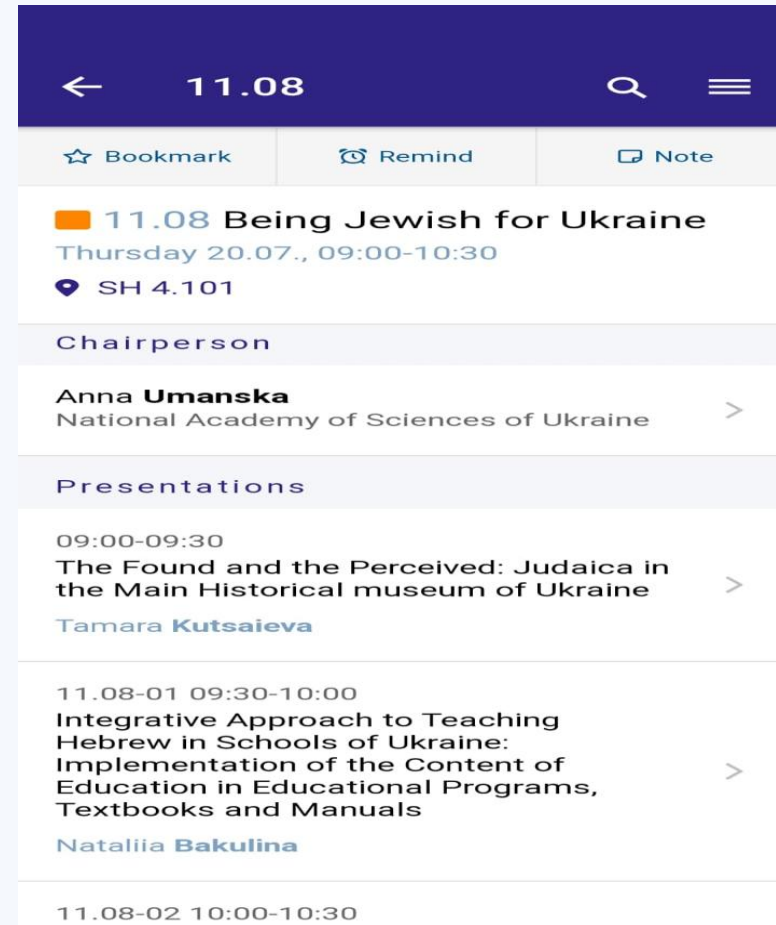 11.08
Bookmark
Remind
Note
11.08 Being Jewish for Ukraine
Thursday 20.07., 09:00-10:30
SH 4.101
Chairperson
Anna Umanska
National Academy of Sciences of Ukraine
Presentations
09:00-09:30
The Found and the Perceived: Judaica in
the Main Historical museum of Ukraine
Tamara Kutsaieva
11.08-01 09:30-10:00
Integrative Approach to Teaching
Hebrew in Schools of Ukraine:
Implementation of the Content of
Education in Educational Programs,
Textbooks and Manuals
Nataliia Bakulina
11.08-02 10:00-10:30